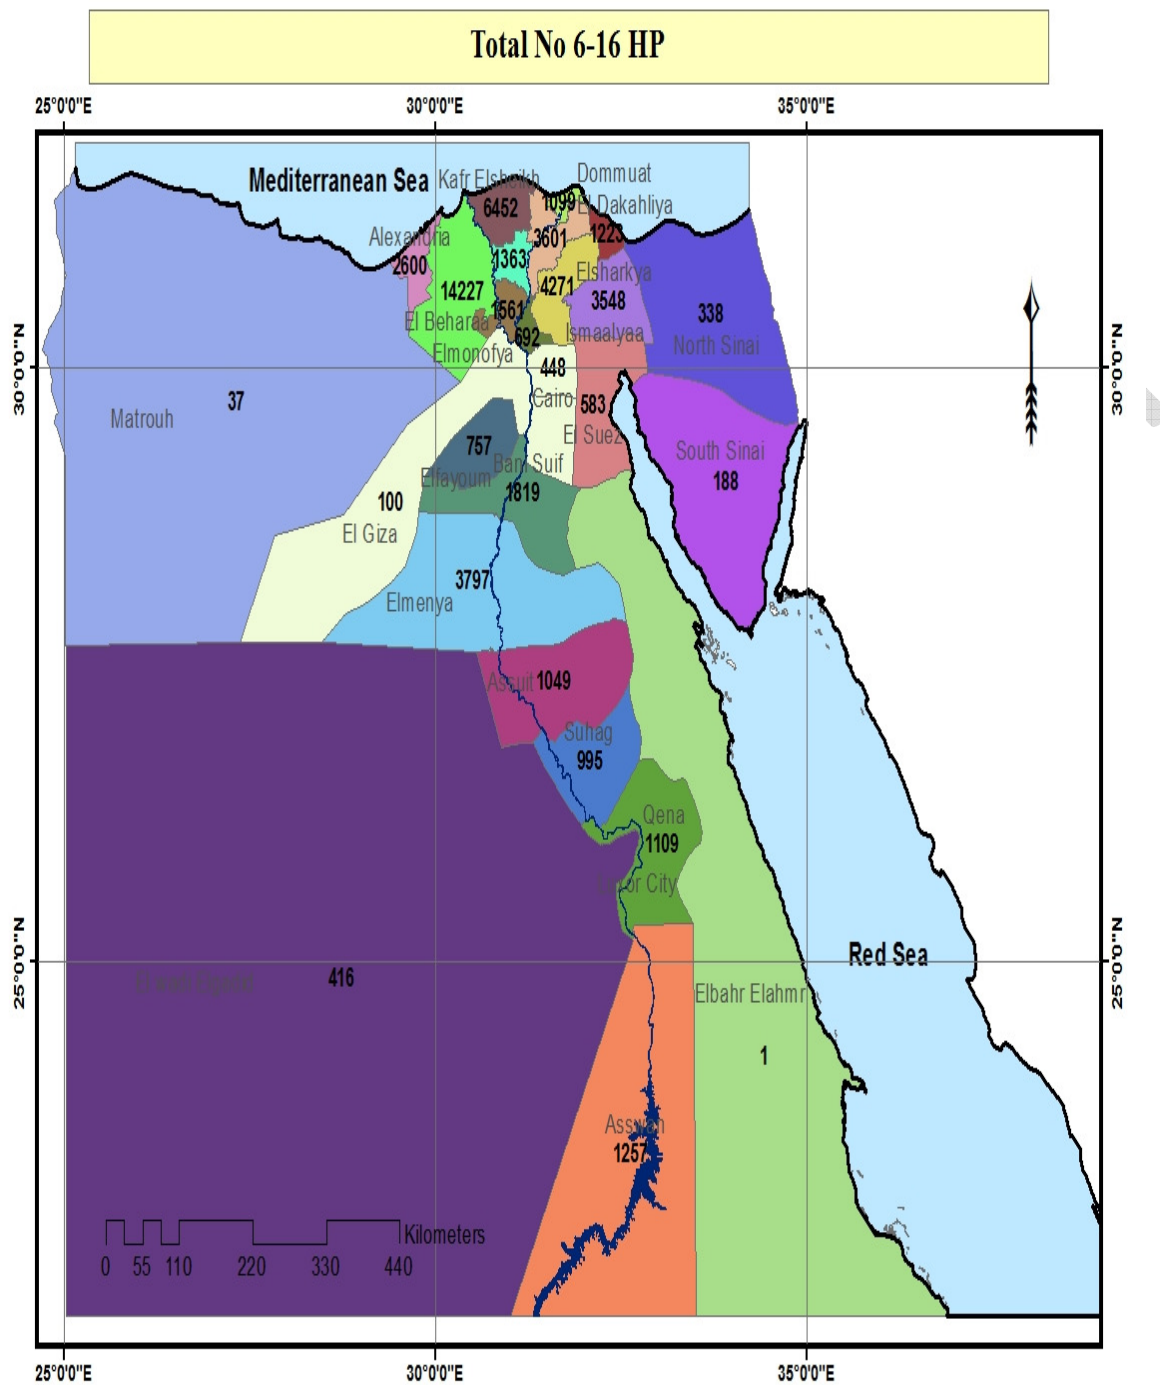 Total No 6-16 HP
25°0'0"E 30°0'0"E 35°0'0"E
Mediterranean Sea
Kafr Elsheikh
Dommuat
6452
1099
El Dakahliya
1223
3601
Alexandria
2600
1363
Elsharkya
14227
4271
3548
1561
338
El Beharaa
692
Ismaalyaa
North Sinai
Elmonofya
448
30°0'0"N 30°0'0"N
37
Cairo
583
Matrouh
El Suez
757
Bani Suif
South Sinai
Elfayoum
188
100
1819
El Giza
3797
Elmenya
Assuit
1049
Suhag
995
Qena
1109
City
Red Sea
25°0'0"N 25°0'0"N
416
Elbahr Elahmr
1
Asswan
1257
Kilometers
0 55 110 220 330 440
25°0'0"E 30°0'0"E 35°0'0"E